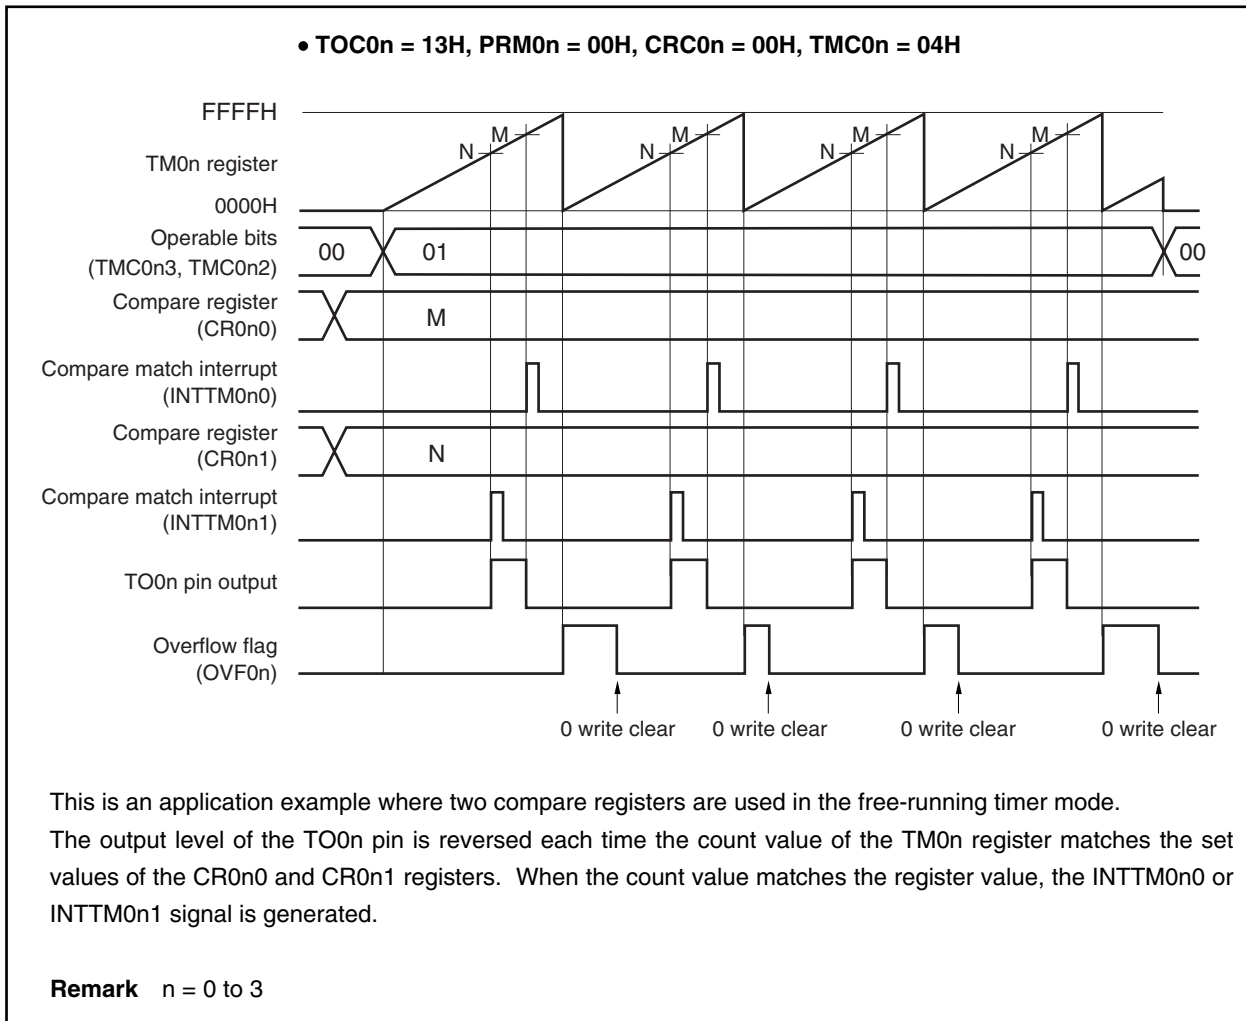 • TOC0n = 13H, PRM0n = 00H, CRC0n = 00H, TMC0n = 04H
FFFFH
TM0n register
0000H
N M N M N M N M
Operable bits
(TMC0n3, TMC0n2)
00 01 00
Compare register
(CR0n0)
M
Compare match interrupt
(INTTM0n0)
Compare register
(CR0n1)
N
Compare match interrupt
(INTTM0n1)
TO0n pin output
Overflow flag
(OVF0n)
0 write clear 0 write clear 0 write clear 0 write clear
This is an application example where two compare registers are used in the free-running timer mode.
The output level of the TO0n pin is reversed each time the count value of the TM0n register matches the set
values of the CR0n0 and CR0n1 registers. When the count value matches the register value, the INTTM0n0 or
INTTM0n1 signal is generated.
Remark n = 0 to 3